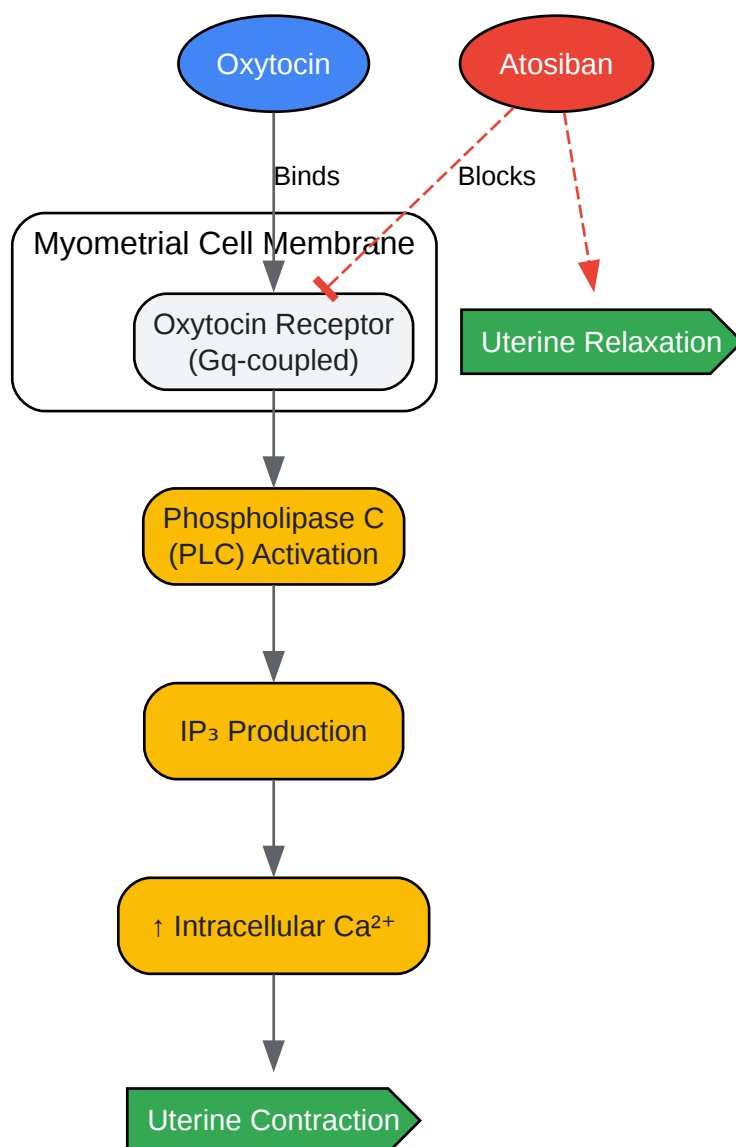 Oxytocin
Atosiban
Binds
Blocks
Myometrial Cell Membrane
Oxytocin Receptor
(Gq-coupled)
Uterine Relaxation
Phospholipase C
(PLC) Activation
IP₃ Production
↑ Intracellular Ca²⁺
Uterine Contraction